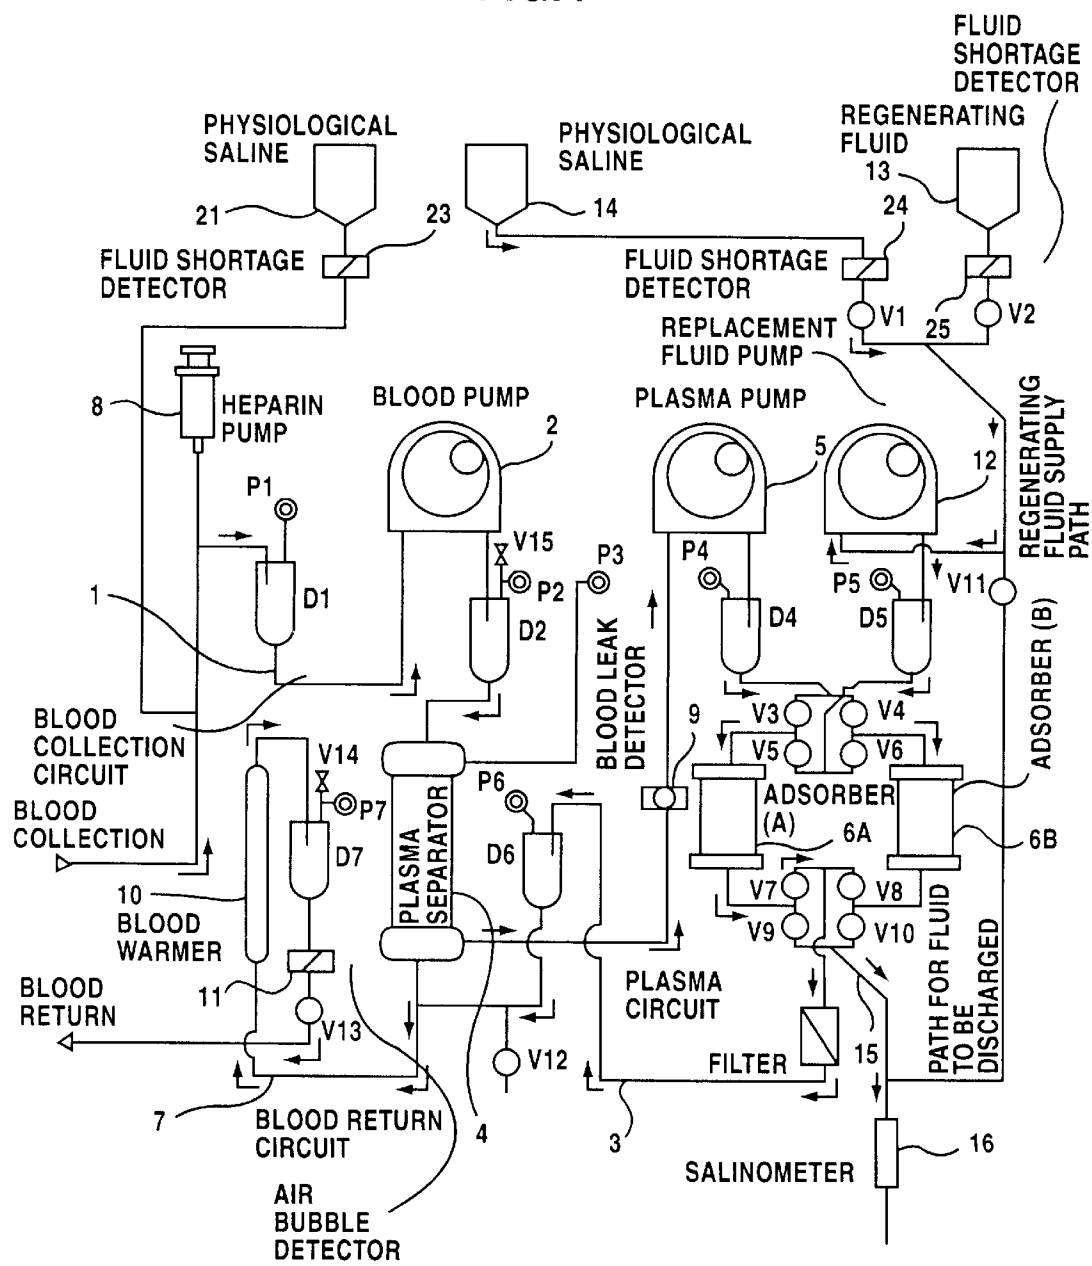 FLUID
SHORTAGE
DETECTOR
PHYSIOLOGICAL
SALINE
PHYSIOLOGICAL
SALINE
REGENERATING
FLUID
13
21
23
14
24
FLUID SHORTAGE
DETECTOR
FLUID SHORTAGE
DETECTOR
V1
25
V2
REPLACEMENT
FLUID PUMP
8
HEPARIN
PUMP
BLOOD PUMP
2
PLASMA PUMP
5
12
REGENERATING
FLUID SUPPLY
PATH
P1
V15
P2
P3
P4
P5
V11
1
D1
D2
D4
D5
BLOOD LEAK
DETECTOR
9
ADSORBER (B)
BLOOD
COLLECTION
CIRCUIT
V3
V4
V5
V6
V14
P7
P6
BLOOD
COLLECTION
D7
PLASMA
SEPARATOR
D6
ADSORBER
(A)
6A
6B
10
BLOOD
WARMER
V7
V8
V9
V10
11
BLOOD
RETURN
V13
PLASMA
CIRCUIT
PATH FOR FLUID
TO BE
DISCHARGED
V12
FILTER
15
7
BLOOD RETURN
CIRCUIT
4
3
16
SALINOMETER
AIR
BUBBLE
DETECTOR